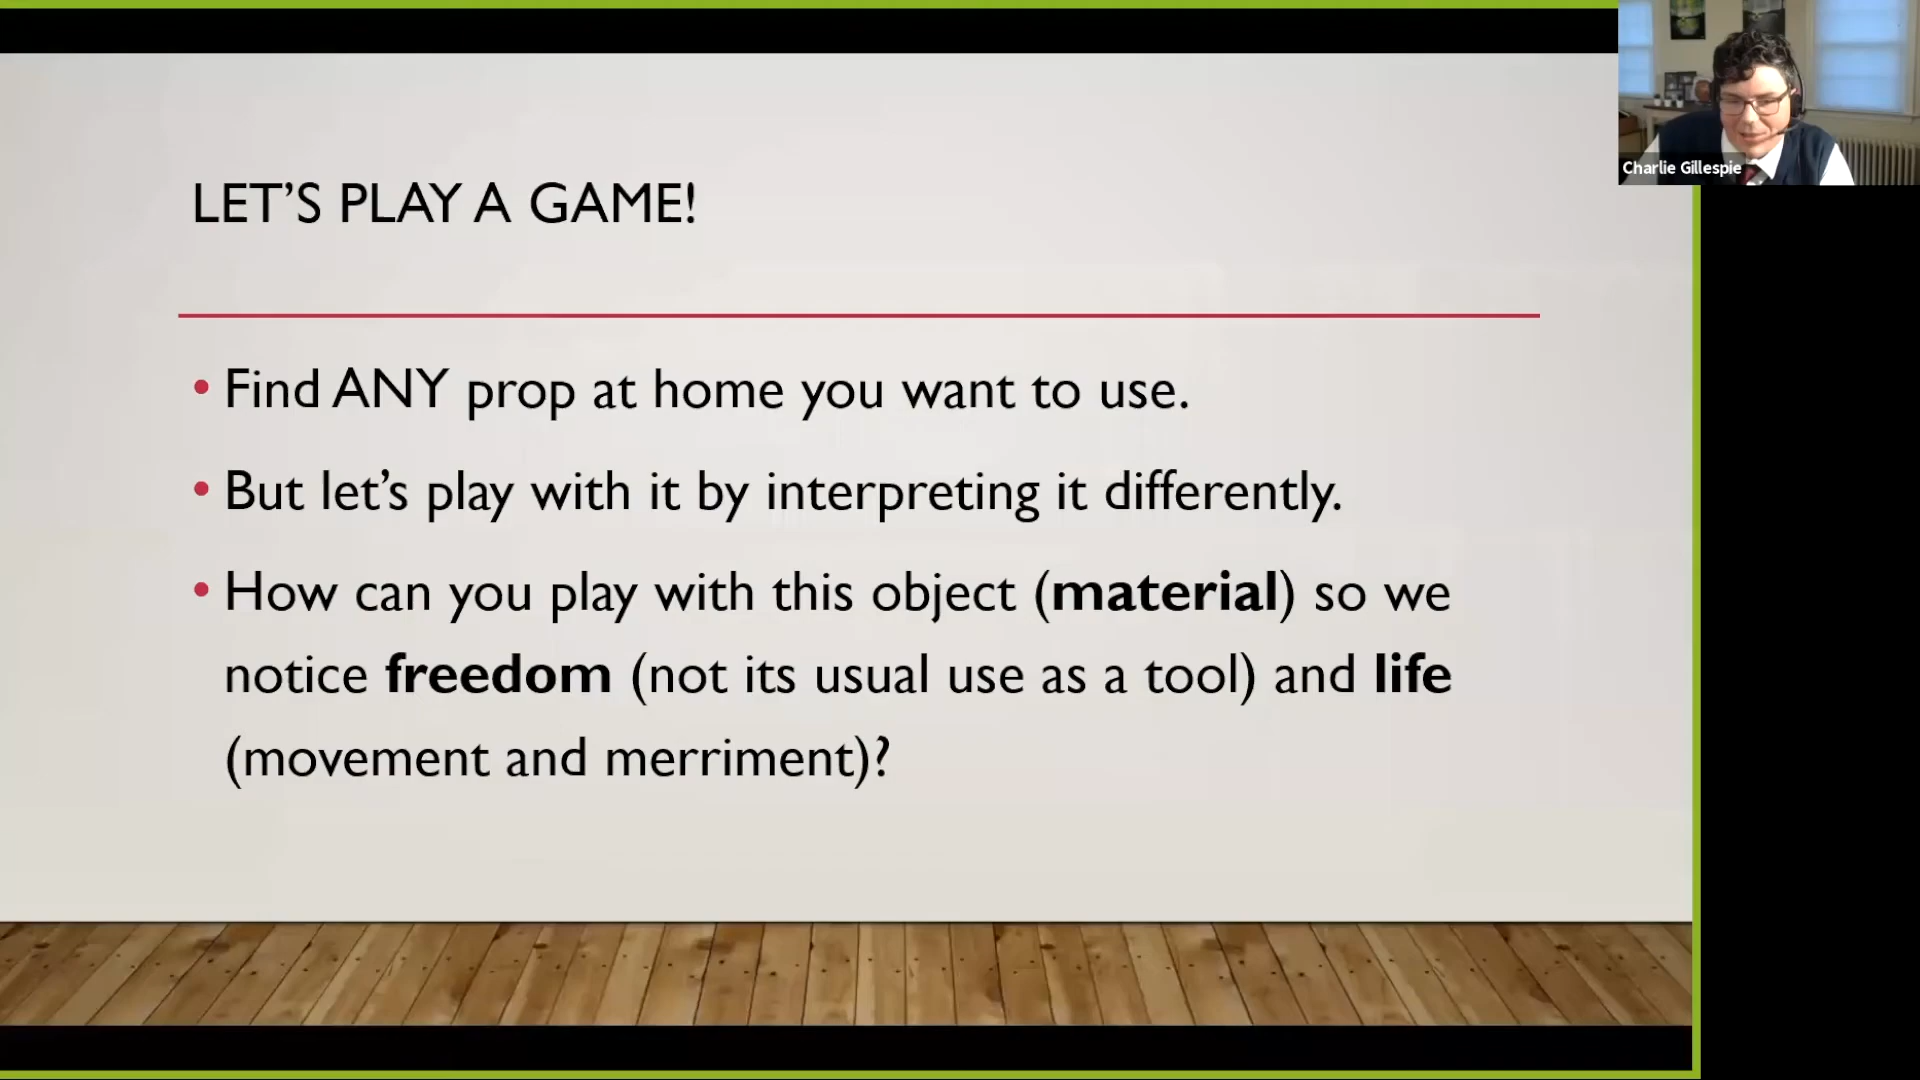 LET'S PLAY A GAME!
• Find ANY prop at home you want to use.
• But let's play with it by interpreting it differently.
• How can you play with this object (material) so we
notice freedom (not its usual use as a tool) and life
(movement and merriment)?
Charlie Gillespie